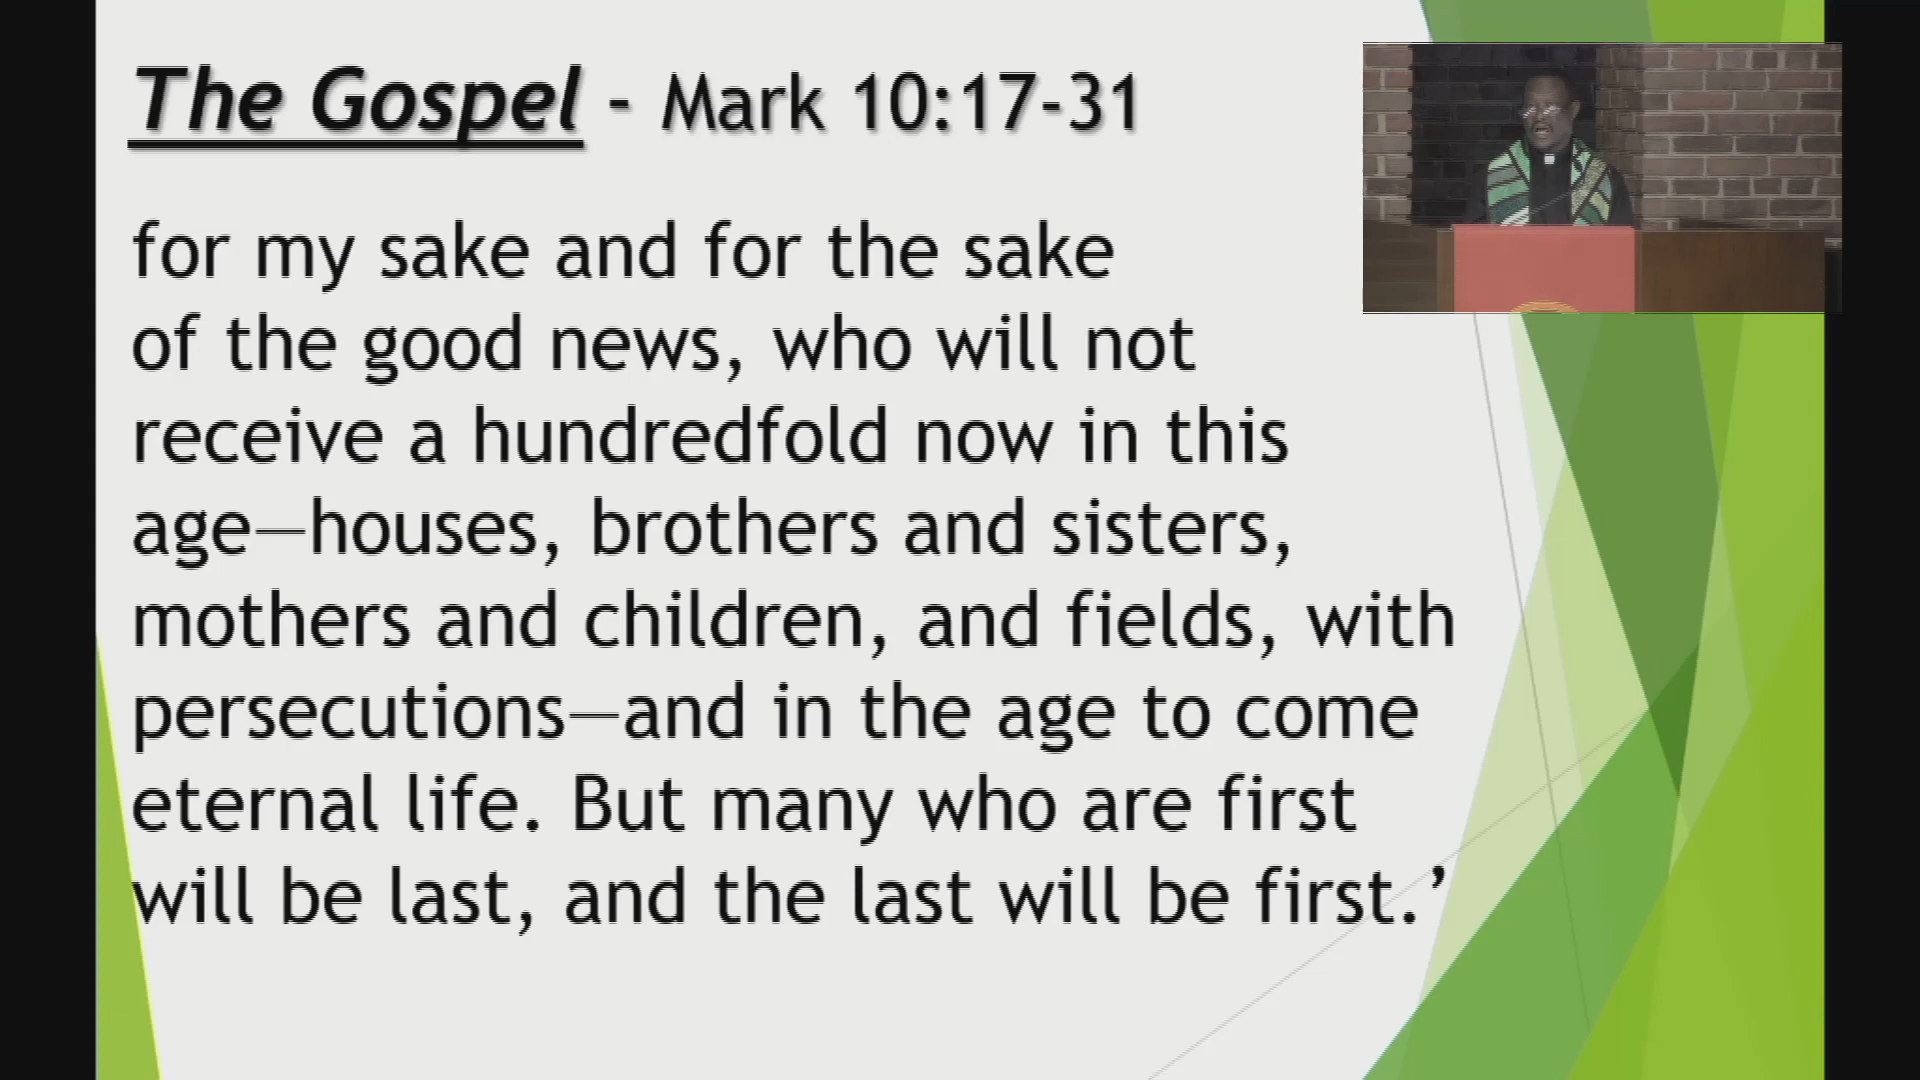 The Gospel - Mark 10:17-31
for my sake and for the sake
of the good news, who will not
receive a hundredfold now in this
age—houses, brothers and sisters,
mothers and children, and fields, with
persecutions—and in the age to come
eternal life. But many who are first
will be last, and the last will be first.’